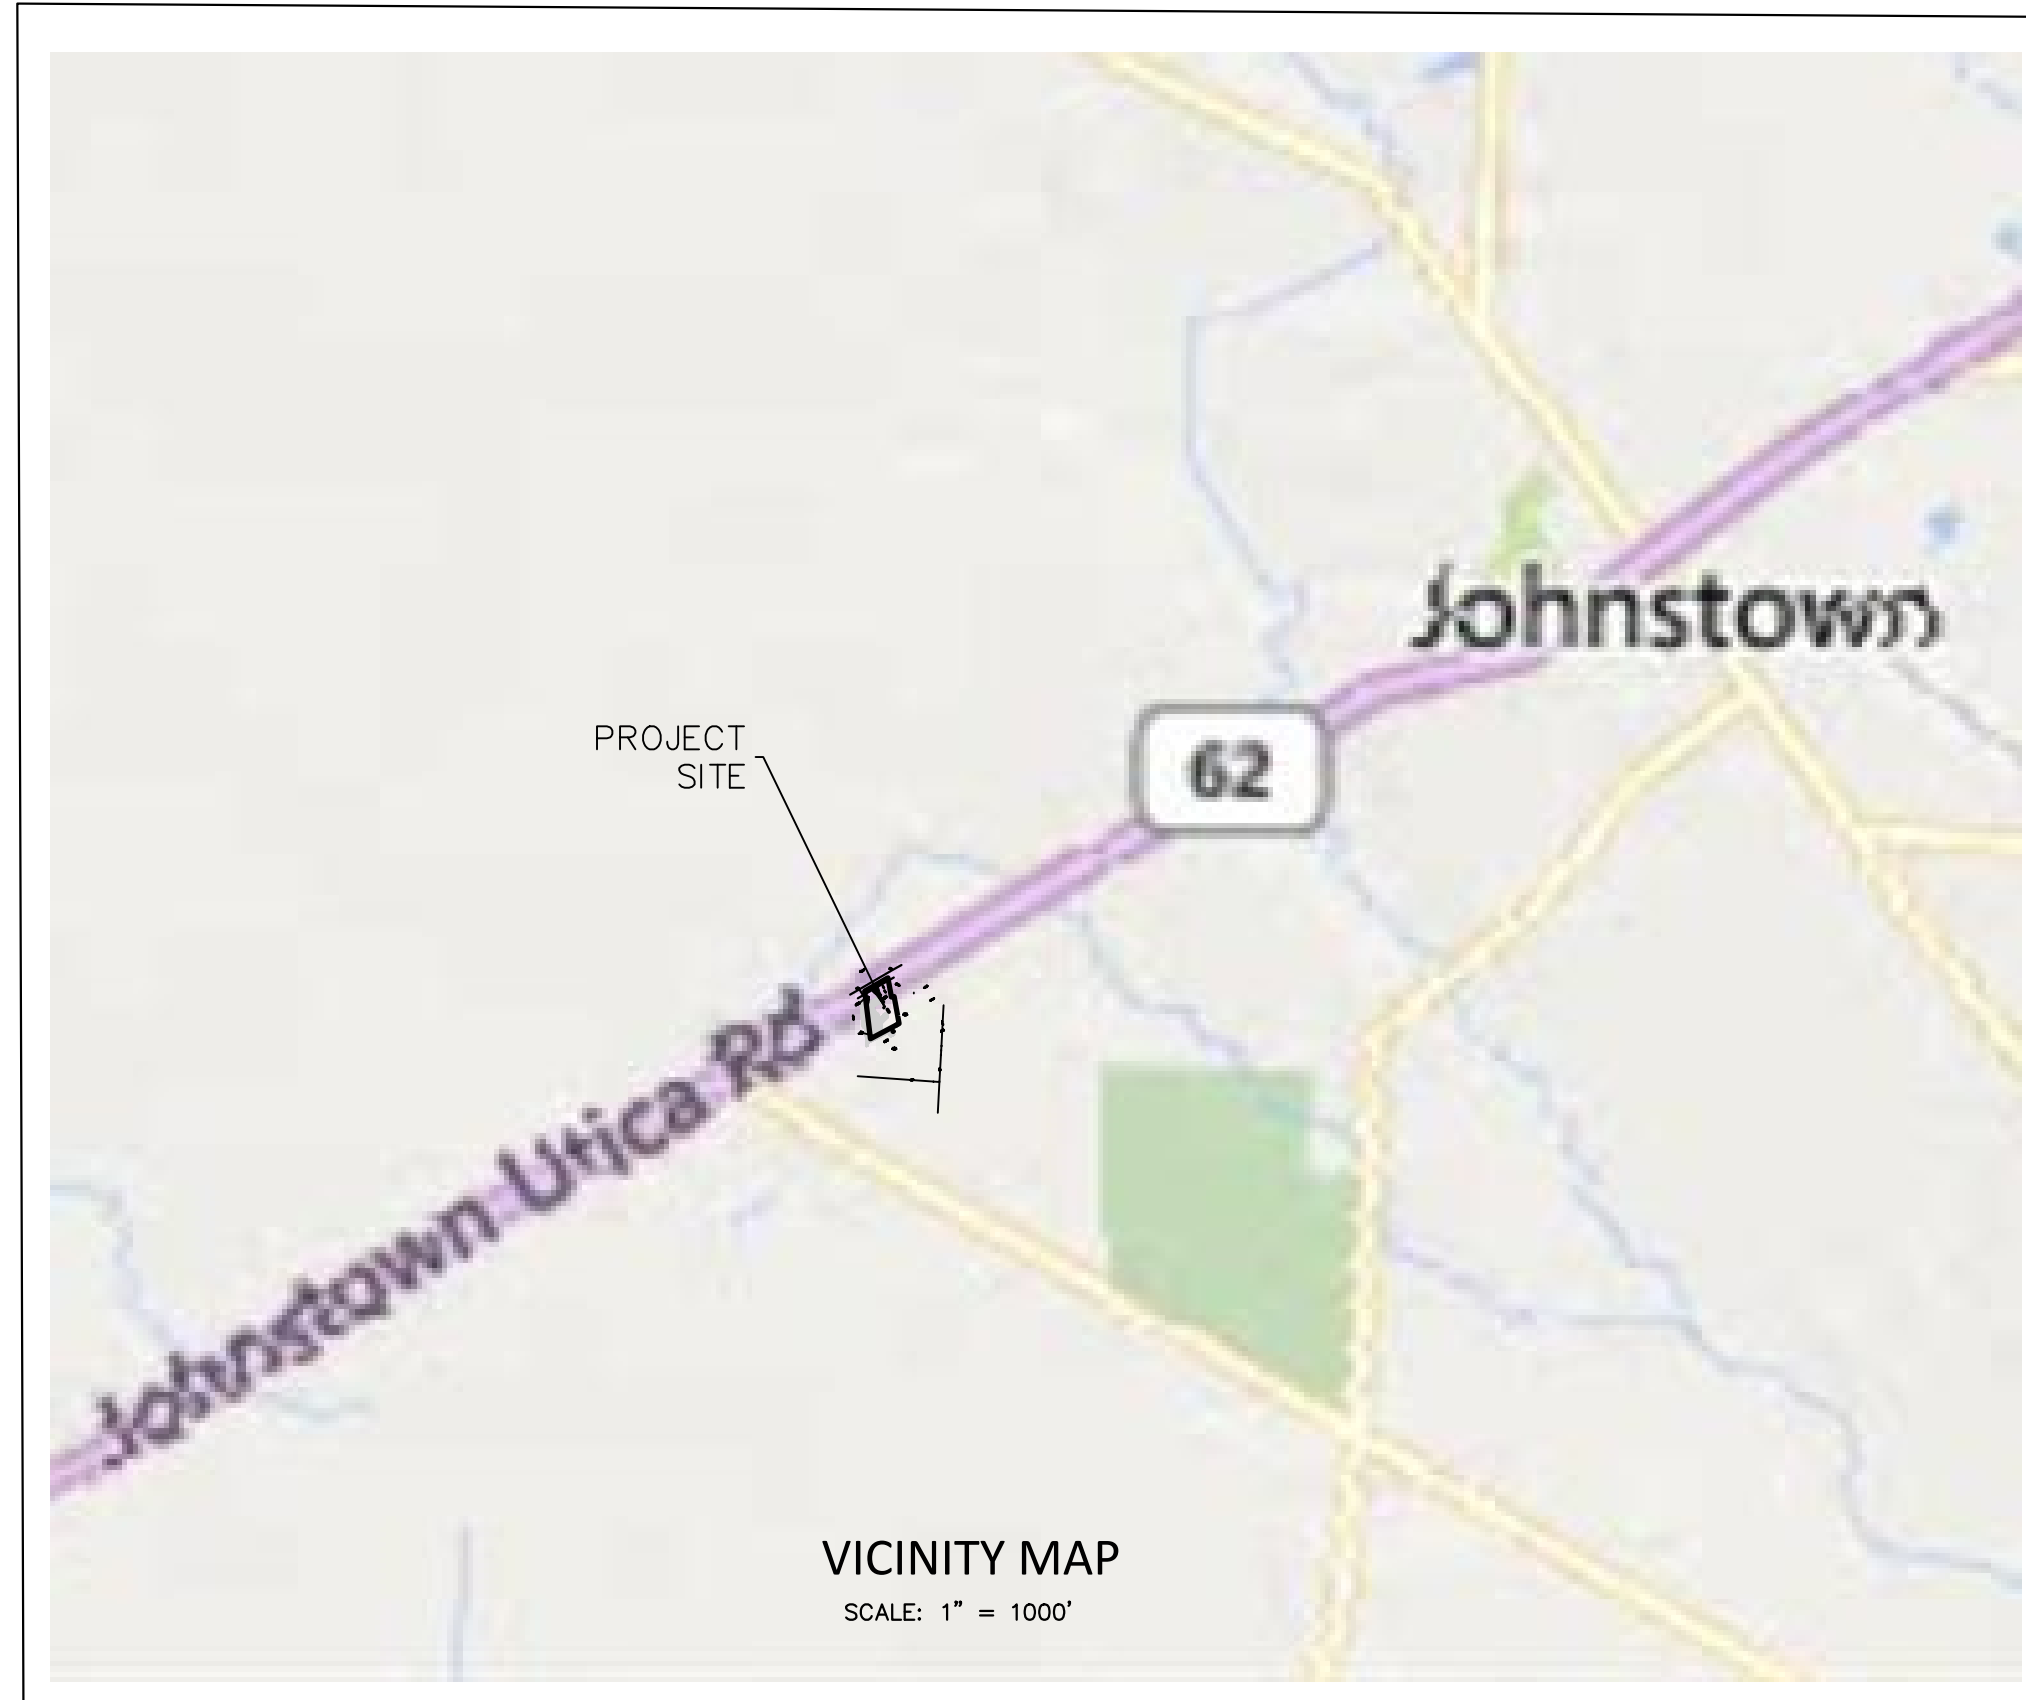 Johnstown
62
PROJECT
SITE
Johnstown Utica Rd
VICINITY MAP
SCALE: 1" = 1000'